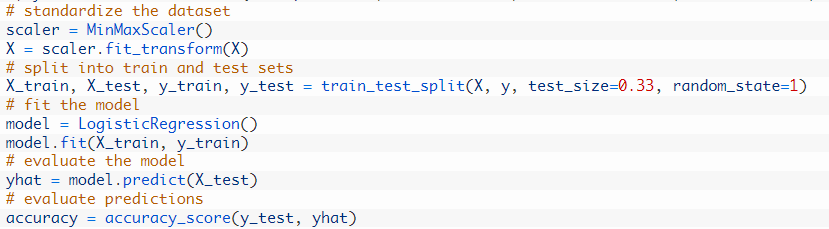 # standardize the dataset
scaler = MinMaxScaler()
X = scaler.fit_transform(X)
# split into train and test sets
X_train, X_test, y_train, y_test = train_test_split(X, y, test_size=0.33, random_state=1)
# fit the model
model = LogisticRegression()
model.fit(X_train, y_train)
# evaluate the model
yhat = model.predict(X_test)
# evaluate predictions
accuracy = accuracy_score(y_test, yhat)